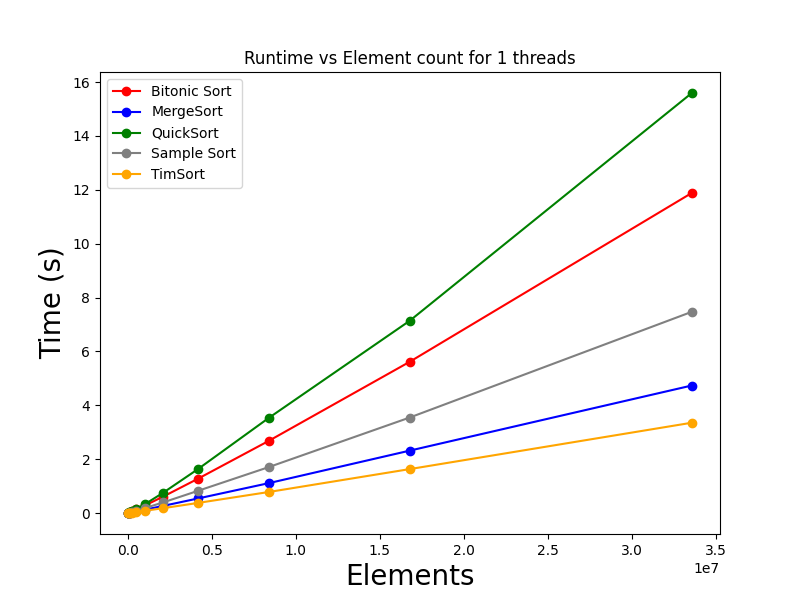 Runtime vs Element count for 1 threads
Bitonic Sort
MergeSort
QuickSort
Sample Sort
TimSort
Time (s)
16
14
12
10
8
6
4
2
0
0.0 0.5 1.0 1.5 2.0 2.5 3.0 3.5
1e7
Elements